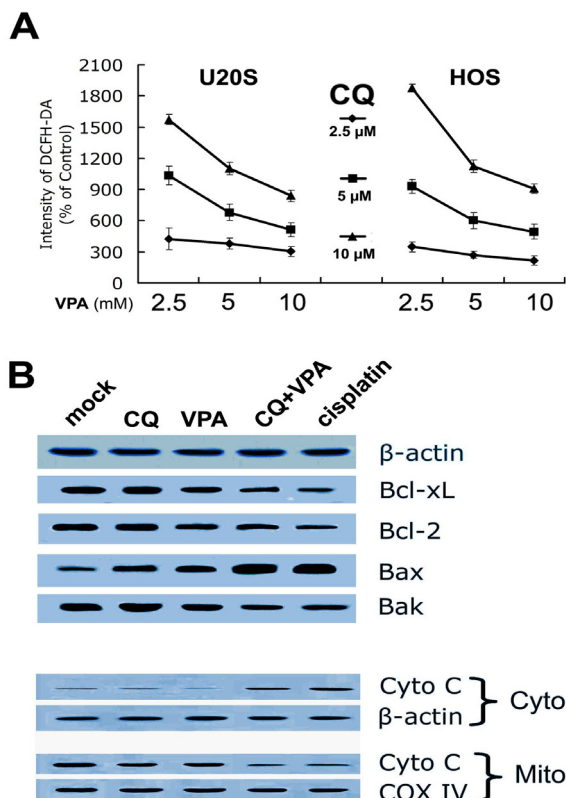 A
U20S
CQ
HOS
Intensity of DCFH-DA
(% of Control)
2100
1800
1500
1200
900
600
300
0
2.5 µM
5 µM
10 µM
VPA (mM) 2.5 5 10 2.5 5 10
B
mock CQ VPA CQ+VPA cisplatin
β-actin
Bcl-xL
Bcl-2
Bax
Bak
Cyto C
β-actin
Cyto
Cyto C
COX IV
Mito